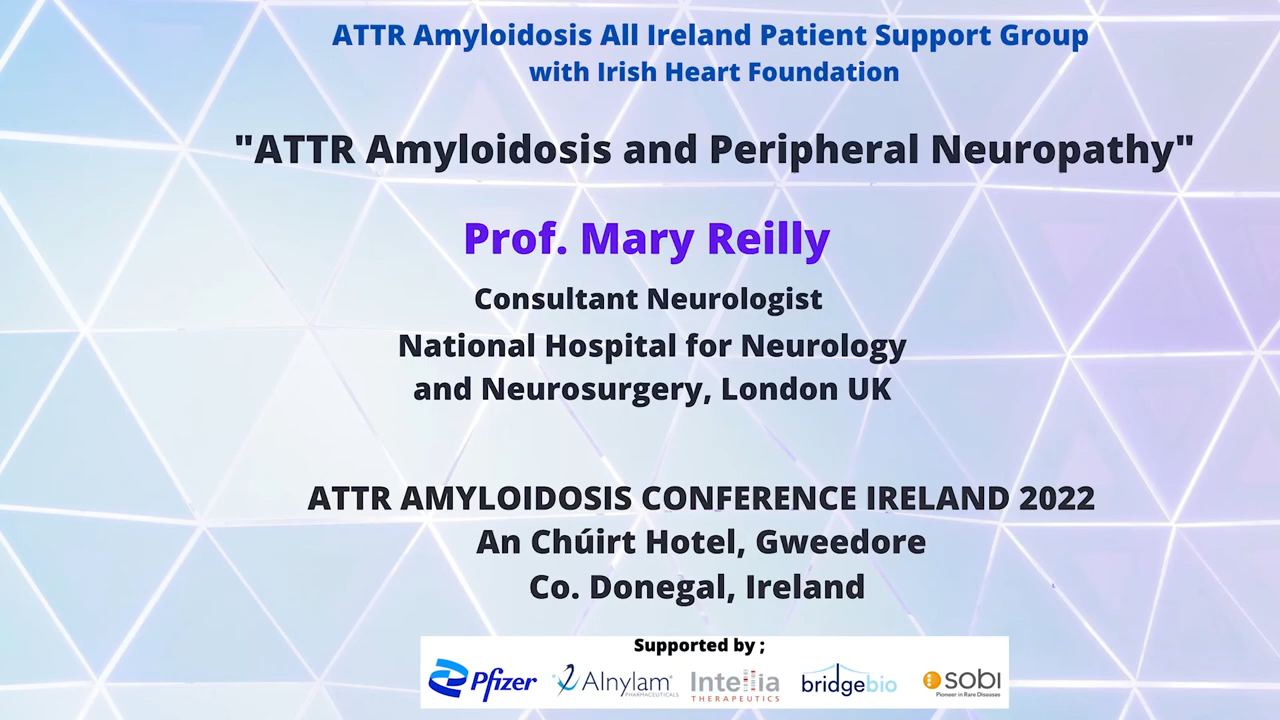 ATTR Amyloidosis All Ireland Patient Support Group
with Irish Heart Foundation
"ATTR Amyloidosis and Peripheral Neuropathy"
Prof. Mary Reilly
Consultant Neurologist
National Hospital for Neurology
and Neurosurgery, London UK
ATTR AMYLOIDOSIS CONFERENCE IRELAND 2022
An Chúirt Hotel, Gweedore
Co. Donegal, Ireland
Supported by ;
Pfizer
Alnylam
PHARMACEUTICALS
Intellia
THERAPEUTICS
bridgebio
sobi
Pioneer in Rare Diseases